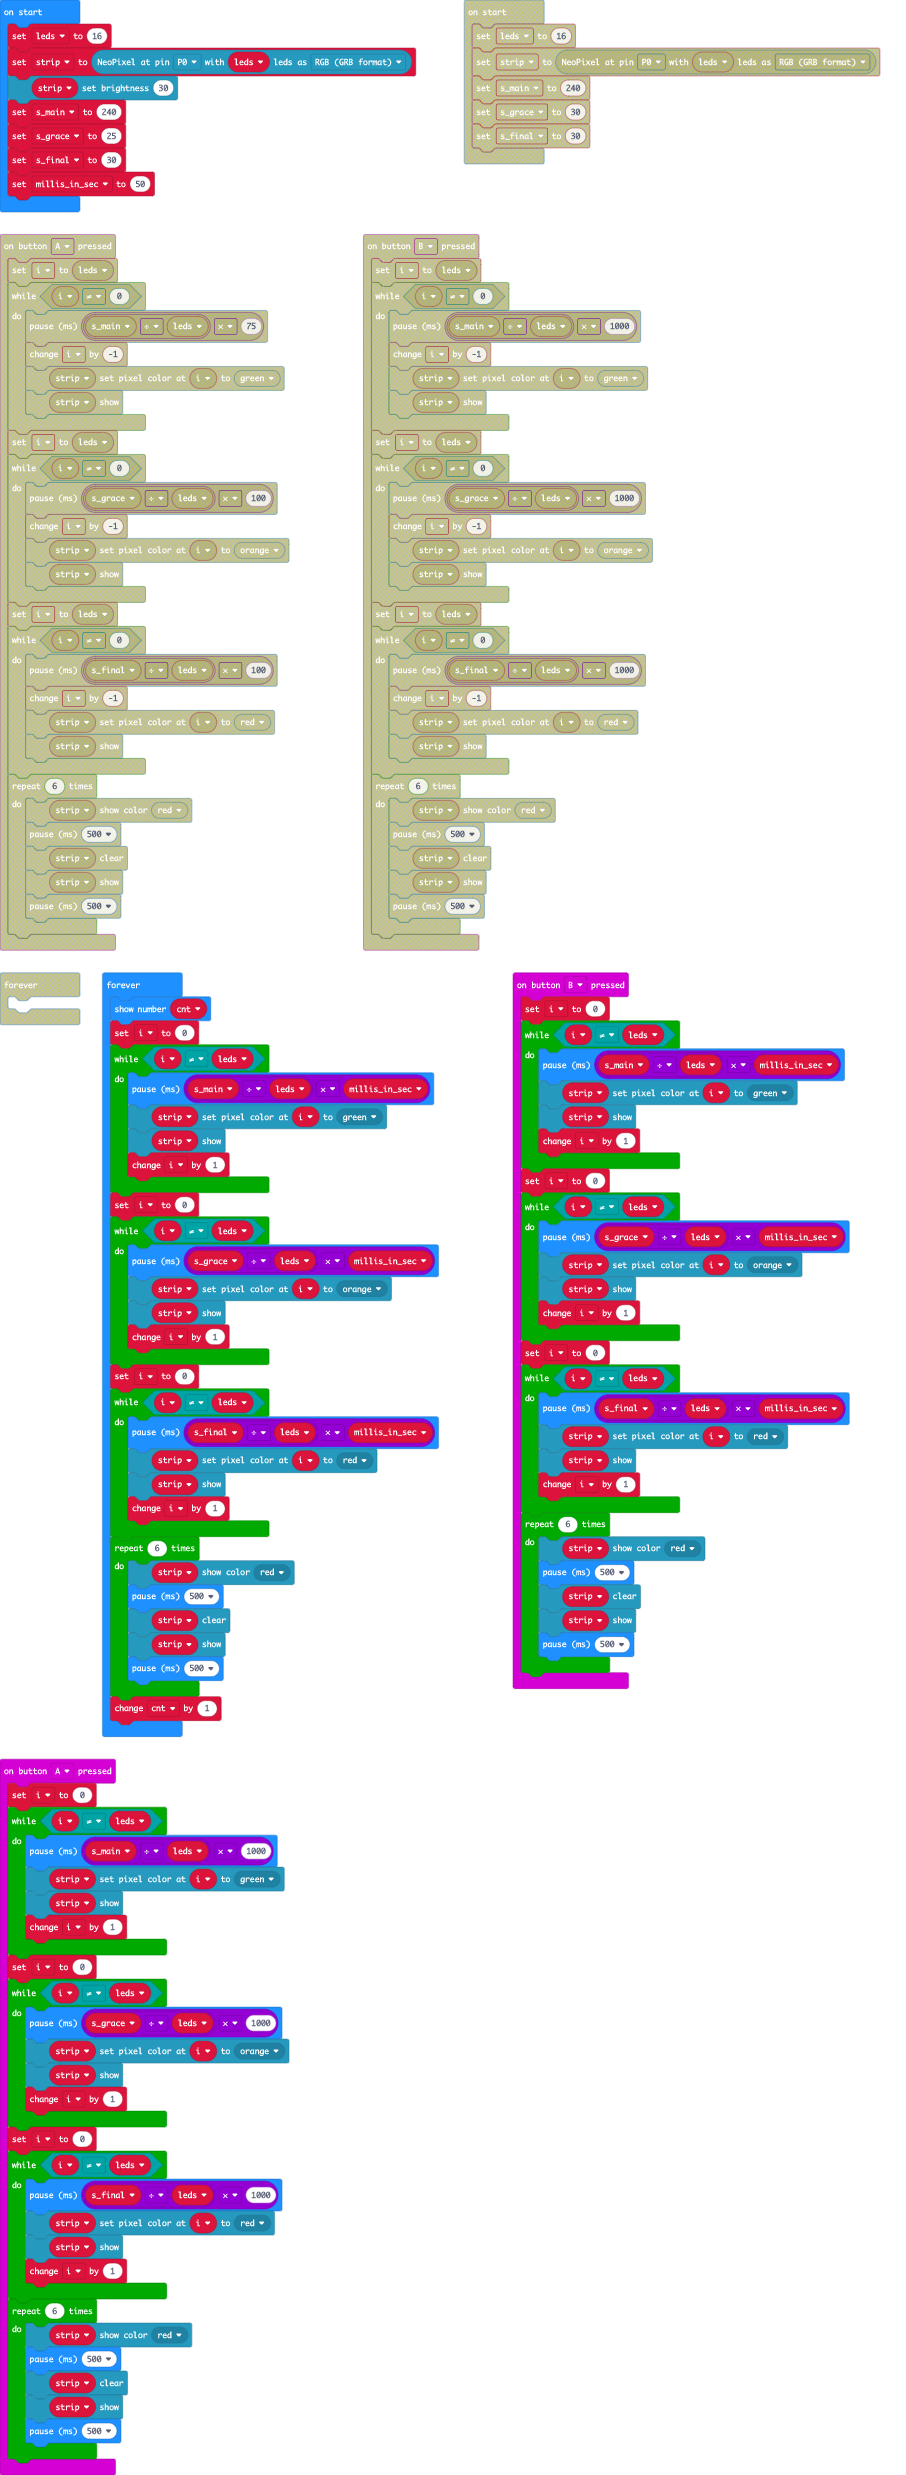 on start
set leds to 16
set strip to NeoPixel at pin P0 with leds leds as RGB (GRB format)
strip set brightness 30
set s_main to 240
set s_grace to 25
set s_final to 30
set millis_in_sec to 50
on start
set leds to 16
set strip to NeoPixel at pin P0 with leds leds as RGB (GRB format)
set s_main to 240
set s_grace to 30
set s_final to 30
on button A pressed
set i to leds
while i ≠ 0
do
pause (ms) s_main ÷ leds × 75
change i by -1
strip set pixel color at i to green
strip show
set i to leds
while i ≠ 0
do
pause (ms) s_grace ÷ leds × 100
change i by -1
strip set pixel color at i to orange
strip show
set i to leds
while i ≠ 0
do
pause (ms) s_final ÷ leds × 100
change i by -1
strip set pixel color at i to red
strip show
repeat 6 times
do
strip show color red
pause (ms) 500
strip clear
strip show
pause (ms) 500
on button B pressed
set i to leds
while i ≠ 0
do
pause (ms) s_main ÷ leds × 1000
change i by -1
strip set pixel color at i to green
strip show
set i to leds
while i ≠ 0
do
pause (ms) s_grace ÷ leds × 1000
change i by -1
strip set pixel color at i to orange
strip show
set i to leds
while i ≠ 0
do
pause (ms) s_final ÷ leds × 1000
change i by -1
strip set pixel color at i to red
strip show
repeat 6 times
do
strip show color red
pause (ms) 500
strip clear
strip show
pause (ms) 500
forever
forever
show number cnt
set i to 0
while i ≠ leds
do
pause (ms) s_main ÷ leds × millis_in_sec
strip set pixel color at i to green
strip show
change i by 1
set i to 0
while i ≠ leds
do
pause (ms) s_grace ÷ leds × millis_in_sec
strip set pixel color at i to orange
strip show
change i by 1
set i to 0
while i ≠ leds
do
pause (ms) s_final ÷ leds × millis_in_sec
strip set pixel color at i to red
strip show
change i by 1
repeat 6 times
do
strip show color red
pause (ms) 500
strip clear
strip show
pause (ms) 500
change cnt by 1
on button B pressed
set i to 0
while i ≠ leds
do
pause (ms) s_main ÷ leds × millis_in_sec
strip set pixel color at i to green
strip show
change i by 1
set i to 0
while i ≠ leds
do
pause (ms) s_grace ÷ leds × millis_in_sec
strip set pixel color at i to orange
strip show
change i by 1
set i to 0
while i ≠ leds
do
pause (ms) s_final ÷ leds × millis_in_sec
strip set pixel color at i to red
strip show
change i by 1
repeat 6 times
do
strip show color red
pause (ms) 500
strip clear
strip show
pause (ms) 500
on button A pressed
set i to 0
while i ≠ leds
do
pause (ms) s_main ÷ leds × 1000
strip set pixel color at i to green
strip show
change i by 1
set i to 0
while i ≠ leds
do
pause (ms) s_grace ÷ leds × 1000
strip set pixel color at i to orange
strip show
change i by 1
set i to 0
while i ≠ leds
do
pause (ms) s_final ÷ leds × 1000
strip set pixel color at i to red
strip show
change i by 1
repeat 6 times
do
strip show color red
pause (ms) 500
strip clear
strip show
pause (ms) 500